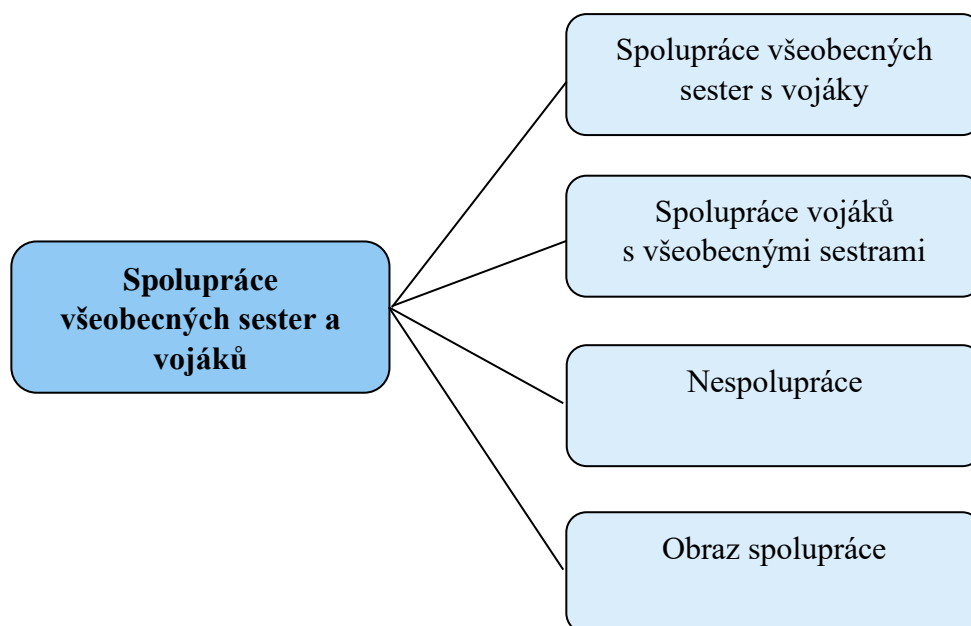 Spolupráce všeobecných
sester s vojáky
Spolupráce vojáků
s všeobecnými sestrami
Spolupráce
všeobecných sester a
vojáků
Nespolupráce
Obraz spolupráce